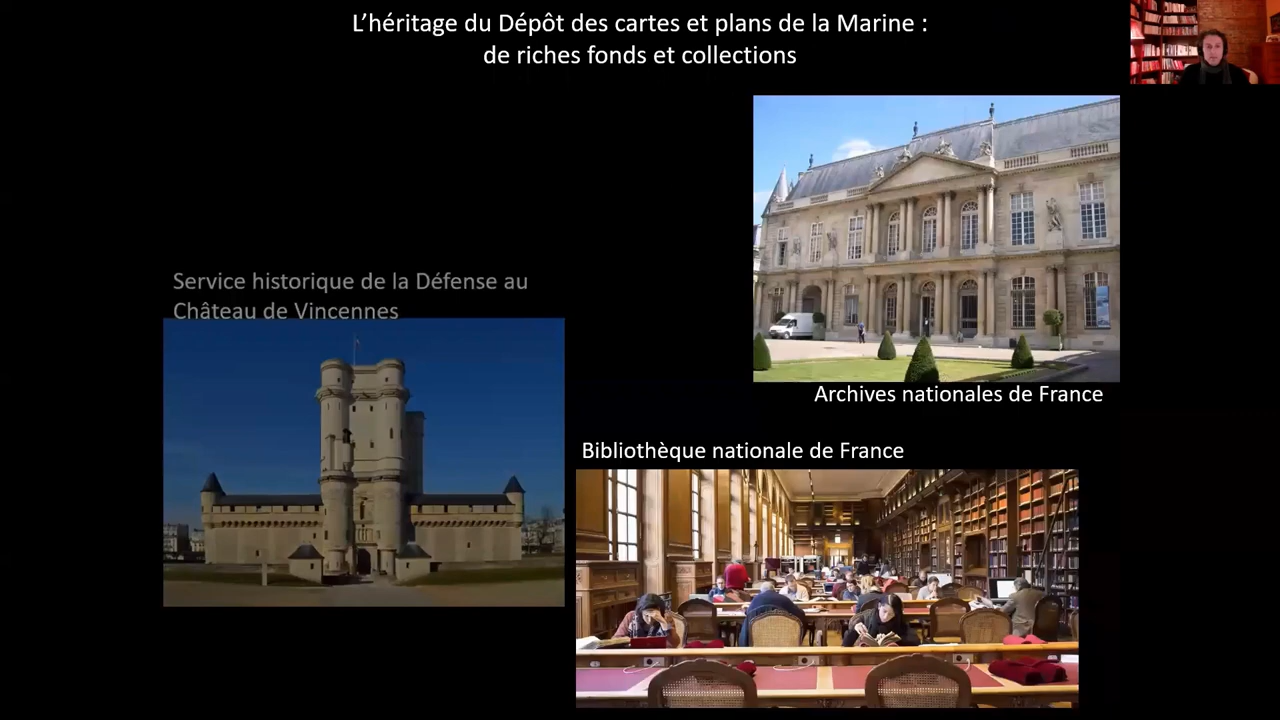 L’héritage du Dépôt des cartes et plans de la Marine :
de riches fonds et collections
Service historique de la Défense au
Château de Vincennes
Archives nationales de France
Bibliothèque nationale de France